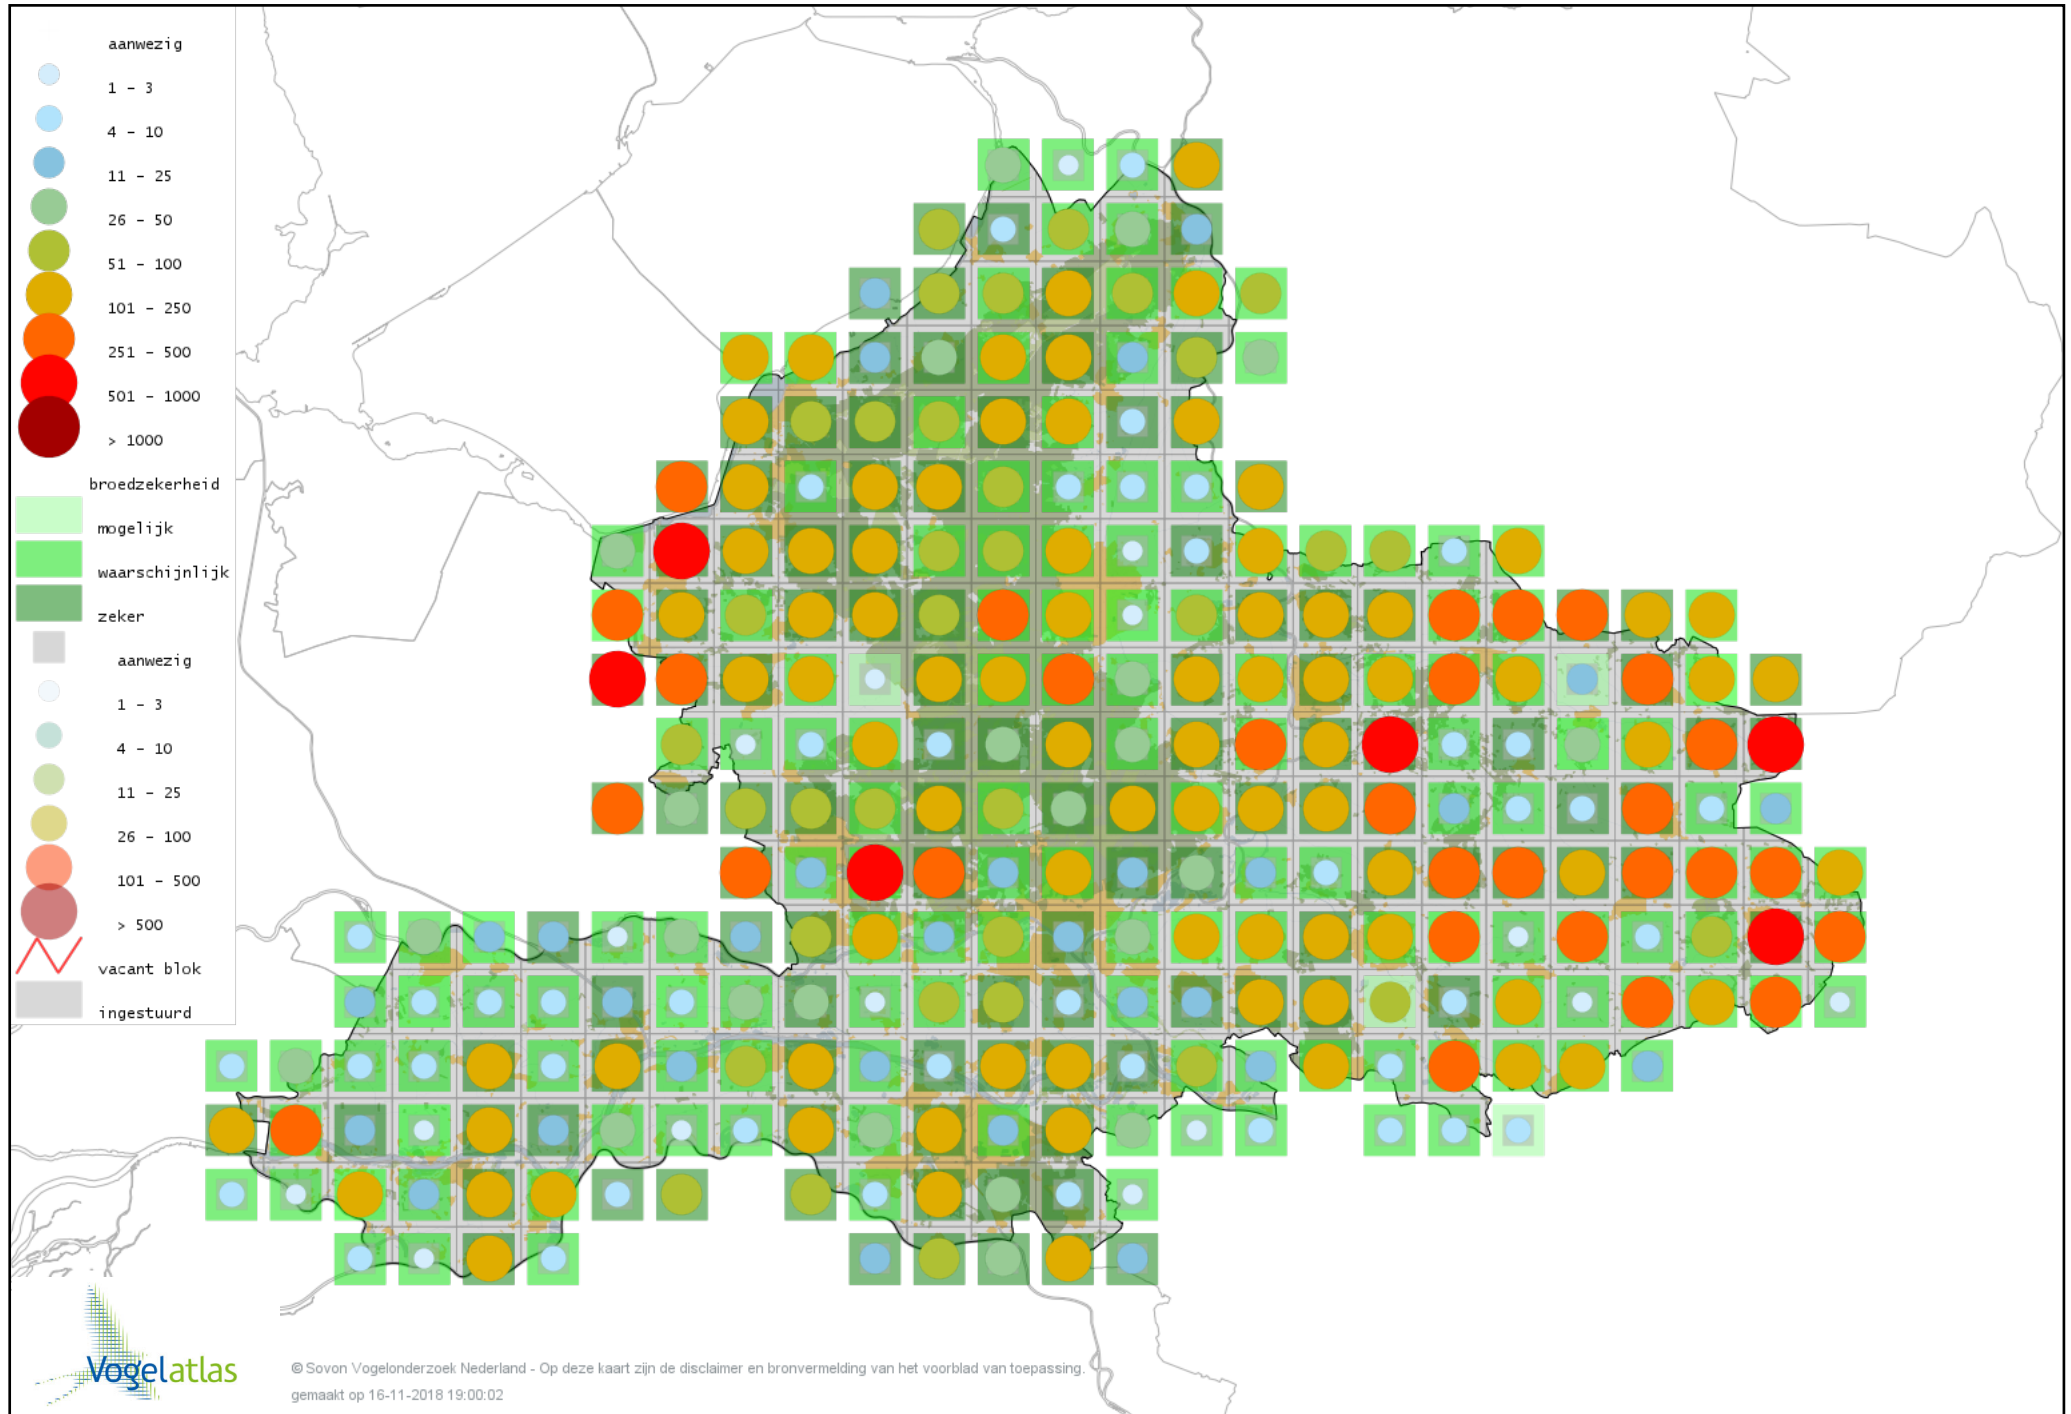 aanwezig
1 - 3
4 - 10
11 - 25
26 - 50
51 - 100
101 - 250
251 - 500
501 - 1000
> 1000
broedzekerheid
mogelijk
waarschijnlijk
zeker
aanwezig
1 - 3
4 - 10
11 - 25
26 - 100
101 - 500
> 500
vacant blok
ingestuurd
Vogelatlas
© Sovon Vogelonderzoek Nederland - Op deze kaart zijn de disclaimer en bronvermelding van het voorblad van toepassing.
gemaakt op 16-11-2018 19:00:02